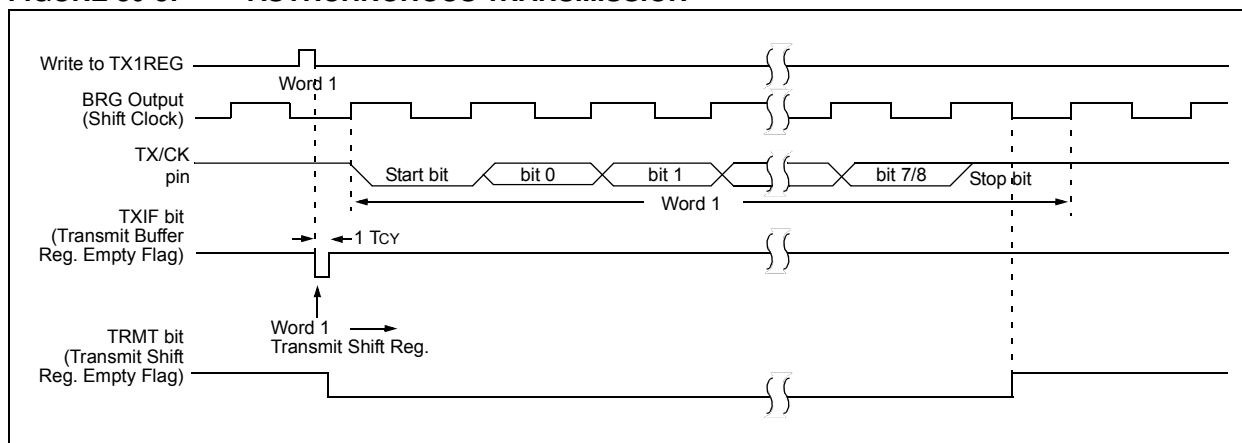 Write to TX1REG
Word 1
BRG Output
(Shift Clock)
TX/CK
pin
Start bit
bit 0
bit 1
bit 7/8
Stop bit
Word 1
TXIF bit
(Transmit Buffer
Reg. Empty Flag)
1 TCY
Word 1
Transmit Shift Reg.
TRMT bit
(Transmit Shift
Reg. Empty Flag)